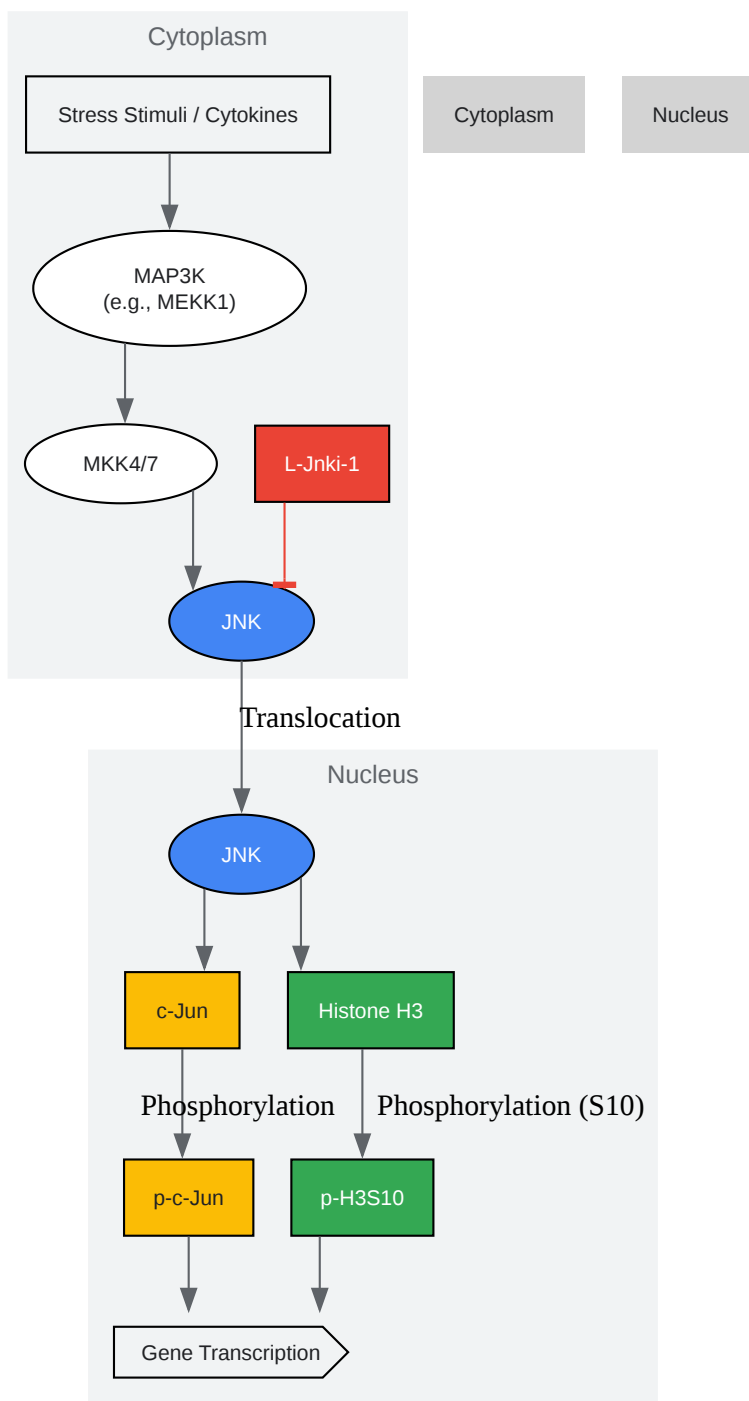 Cytoplasm
Stress Stimuli / Cytokines
Cytoplasm
Nucleus
MAP3K
(e.g., MEKK1)
MKK4/7
L-Jnki-1
JNK
Translocation
Nucleus
JNK
c-Jun
Histone H3
Phosphorylation
Phosphorylation (S10)
p-c-Jun
p-H3S10
Gene Transcription